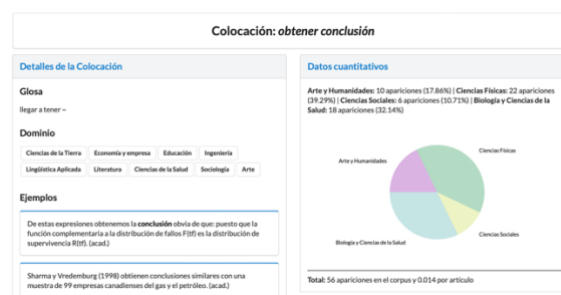 Colocación: obtener conclusión
Detalles de la Colocación
Glosa
llegar a tener ~
Dominio
Ciencias de la Tierra Economía y empresa Educación Ingeniería
Lingüística Aplicada Literatura Ciencias de la Salud Sociología Arte
Ejemplos
De estas expresiones obtenemos la conclusión obvia de que: puesto que la
función complementaria a la distribución de fallos F(tf) es la distribución de
supervivencia R(tf). (acad.)
Sharma y Vredemburg (1998) obtienen conclusiones similares con una
muestra de 99 empresas canadienses del gas y el petróleo. (acad.)
Datos cuantitativos
Arte y Humanidades: 10 apariciones (17.86%) | Ciencias Físicas: 22 apariciones
(39.29%) | Ciencias Sociales: 6 apariciones (10.71%) | Biología y Ciencias de la
Salud: 18 apariciones (32.14%)
Ciencias Físicas
Arte y Humanidades
Ciencias Sociales
Biología y Ciencias de la Salud
Total: 56 apariciones en el corpus y 0.014 por artículo